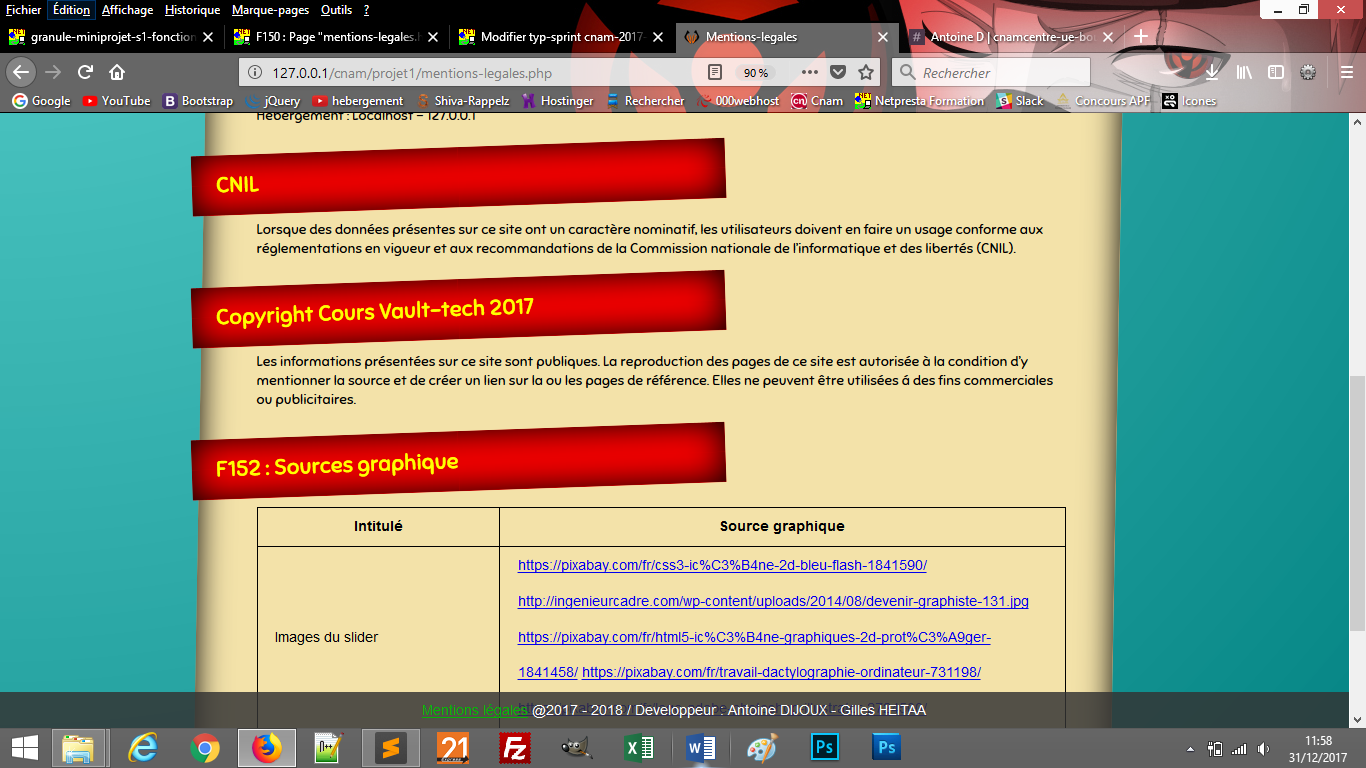 Fichier Édition Affichage Historique Marque-pages Outils ?
granule-miniprojet-s1-fonction
F150 : Page "mentions-legales.h
Modifier typ-sprint cnam-2017-
Mentions-legales
# Antoine D | cnamcentre-ue-bou
127.0.0.1/cnam/projet1/mentions-legales.php
90 %
Rechercher
Google YouTube Bootstrap jQuery hebergement Shiva-Rappelz Hostinger Rechercher 000webhost Cnam Netpresta Formation Slack Concours APF Icones
Hébergement : Localhost – 127.0.0.1
CNIL
Lorsque des données présentes sur ce site ont un caractère nominatif, les utilisateurs doivent en faire un usage conforme aux
réglementations en vigueur et aux recommandations de la Commission nationale de l'informatique et des libertés (CNIL).
Copyright Cours Vault-tech 2017
Les informations présentées sur ce site sont publiques. La reproduction des pages de ce site est autorisée à la condition d'y
mentionner la source et de créer un lien sur la ou les pages de référence. Elles ne peuvent être utilisées á des fins commerciales
ou publicitaires.
F152 : Sources graphique
Intitulé
Source graphique
Images du slider
https://pixabay.com/fr/css3-ic%C3%B4ne-2d-bleu-flash-1841590/
http://ingenieurcadre.com/wp-content/uploads/2014/08/devenir-graphiste-131.jpg
https://pixabay.com/fr/html5-ic%C3%B4ne-graphiques-2d-prot%C3%A9ger-
1841458/ https://pixabay.com/fr/travail-dactylographie-ordinateur-731198/
Mentions légales @2017 - 2018 / Developpeur : Antoine DIJOUX - Gilles HEITAA
11:58
31/12/2017